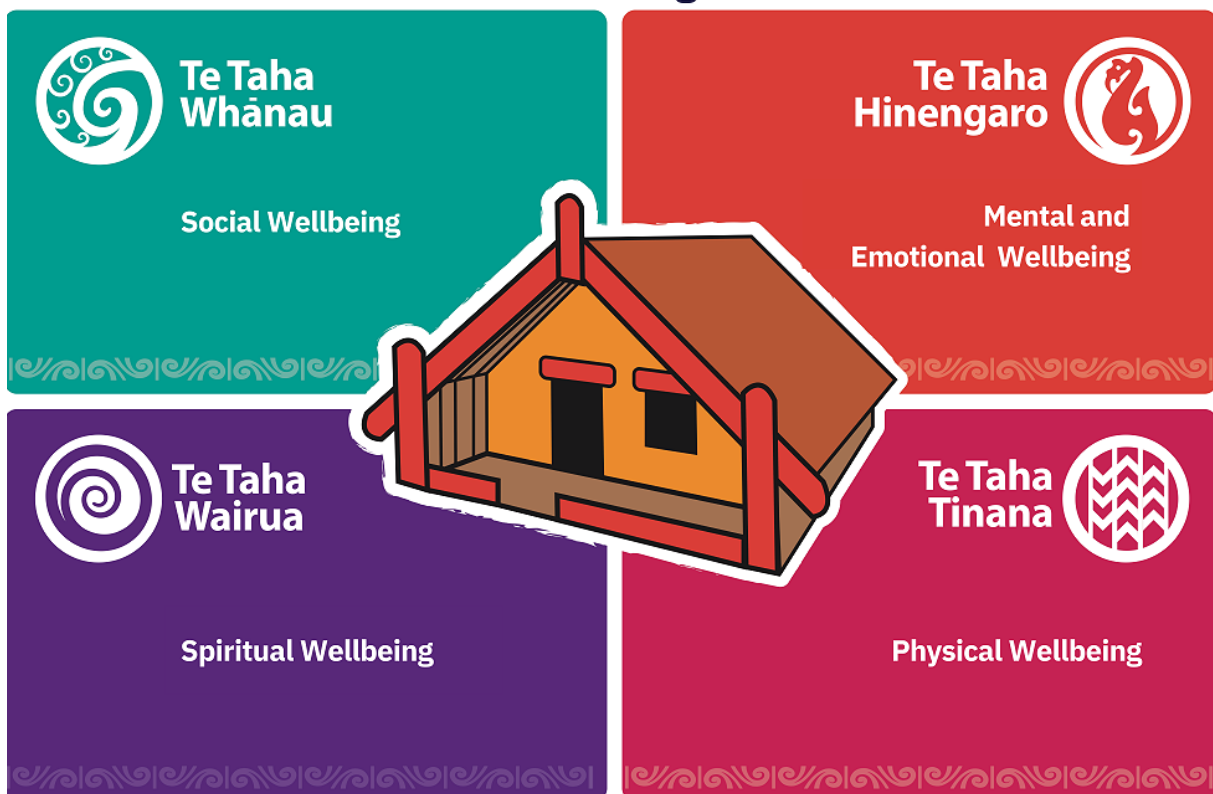 Te Taha
Whānau
Social Wellbeing
Te Taha
Hinengaro
Mental and
Emotional Wellbeing
Te Taha
Wairua
Spiritual Wellbeing
Te Taha
Tinana
Physical Wellbeing